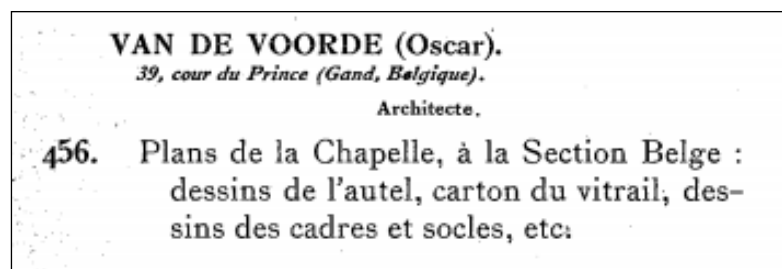 VAN DE VOORDE (Oscar).
39, cour du Prince (Gand, Belgique).
Architecte.
456. Plans de la Chapelle, à la Section Belge :
dessins de l'autel, carton du vitrail, des-
sins des cadres et socles, etc.